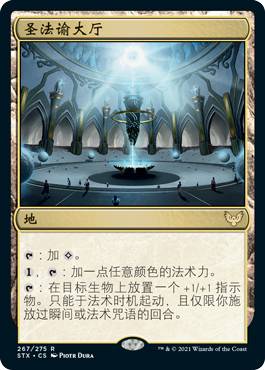 圣法谕大厅
地
：加。
1，：加一点任意颜色的法术力。
：在目标生物上放置一个 +1/+1 指示
物。只能于法术时机起动，且仅限你施
放过瞬间或法术咒语的回合。
267/275 R
STX • CS Piotr Dura
™ & © 2021 Wizards of the Coast